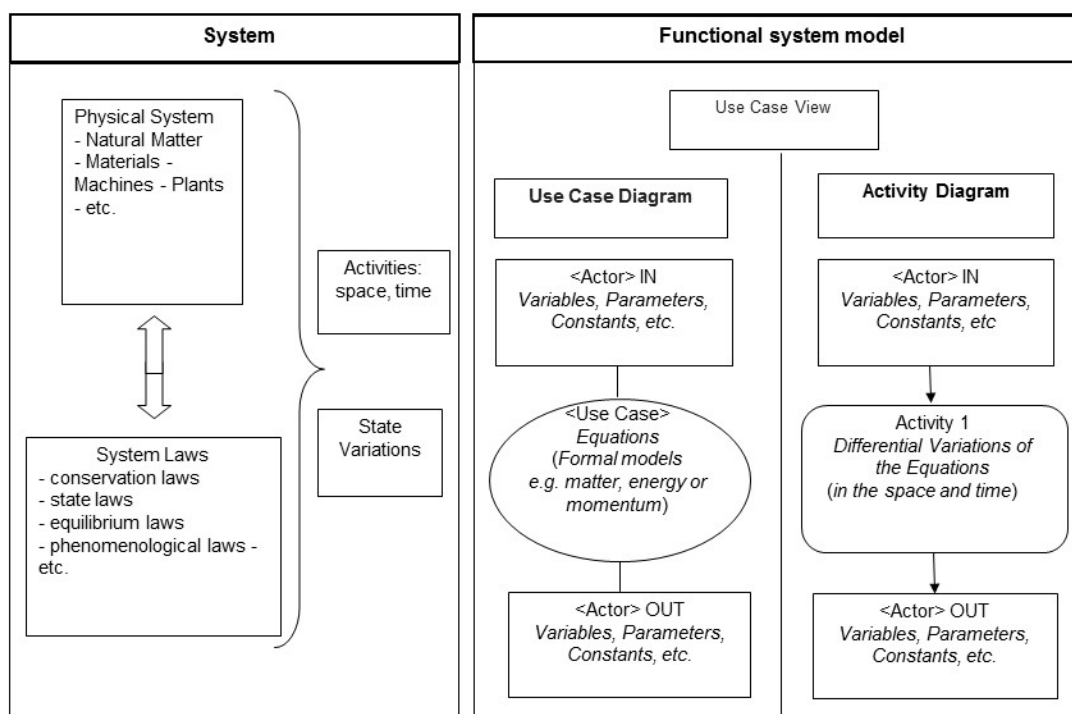 System
Physical System
- Natural Matter
- Materials -
Machines - Plants
- etc.
Activities:
space, time
State
Variations
System Laws
- conservation laws
- state laws
- equilibrium laws
- phenomenological laws -
etc.
Functional system model
Use Case View
Use Case Diagram
<Actor> IN
Variables, Parameters,
Constants, etc.
<Use Case>
Equations
(Formal models
e.g. matter, energy or
momentum)
<Actor> OUT
Variables, Parameters,
Constants, etc.
Activity Diagram
<Actor> IN
Variables, Parameters,
Constants, etc
Activity 1
Differential Variations of
the Equations
(in the space and time)
<Actor> OUT
Variables, Parameters,
Constants, etc.